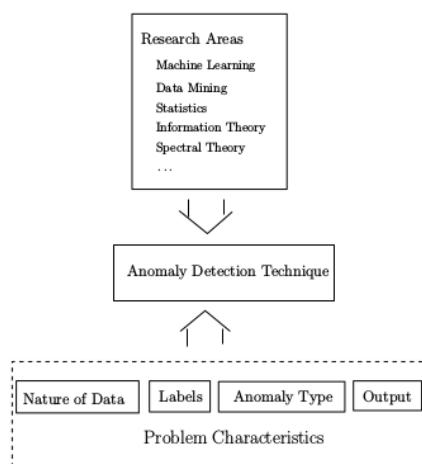 Research Areas
Machine Learning
Data Mining
Statistics
Information Theory
Spectral Theory
...
Anomaly Detection Technique
Nature of Data
Labels
Anomaly Type
Output
Problem Characteristics